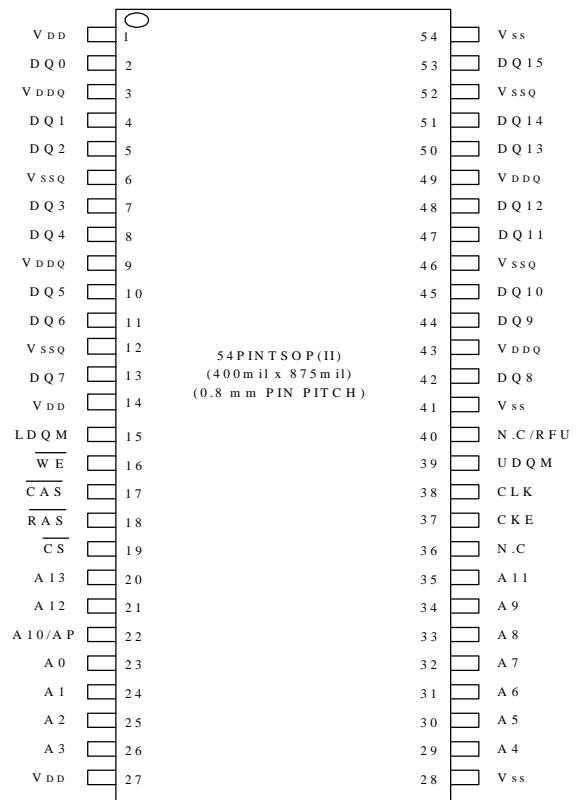 VDD 1 54 Vss
DQ0 2 53 DQ15
VDDQ 3 52 VSSQ
DQ1 4 51 DQ14
DQ2 5 50 DQ13
VSSQ 6 49 VDDQ
DQ3 7 48 DQ12
DQ4 8 47 DQ11
VDDQ 9 46 VSSQ
DQ5 10 45 DQ10
DQ6 11 44 DQ9
VSSQ 12 43 VDDQ
54PINTSOP(II)
(400mil x 875mil)
(0.8 mm PIN PITCH)
DQ7 13 42 DQ8
VDD 14 41 Vss
LDQM 15 40 N.C/RFU
WE 16 39 UDQM
CAS 17 38 CLK
RAS 18 37 CKE
CS 19 36 N.C
A13 20 35 A11
A12 21 34 A9
A10/AP 22 33 A8
A0 23 32 A7
A1 24 31 A6
A2 25 30 A5
A3 26 29 A4
VDD 27 28 Vss